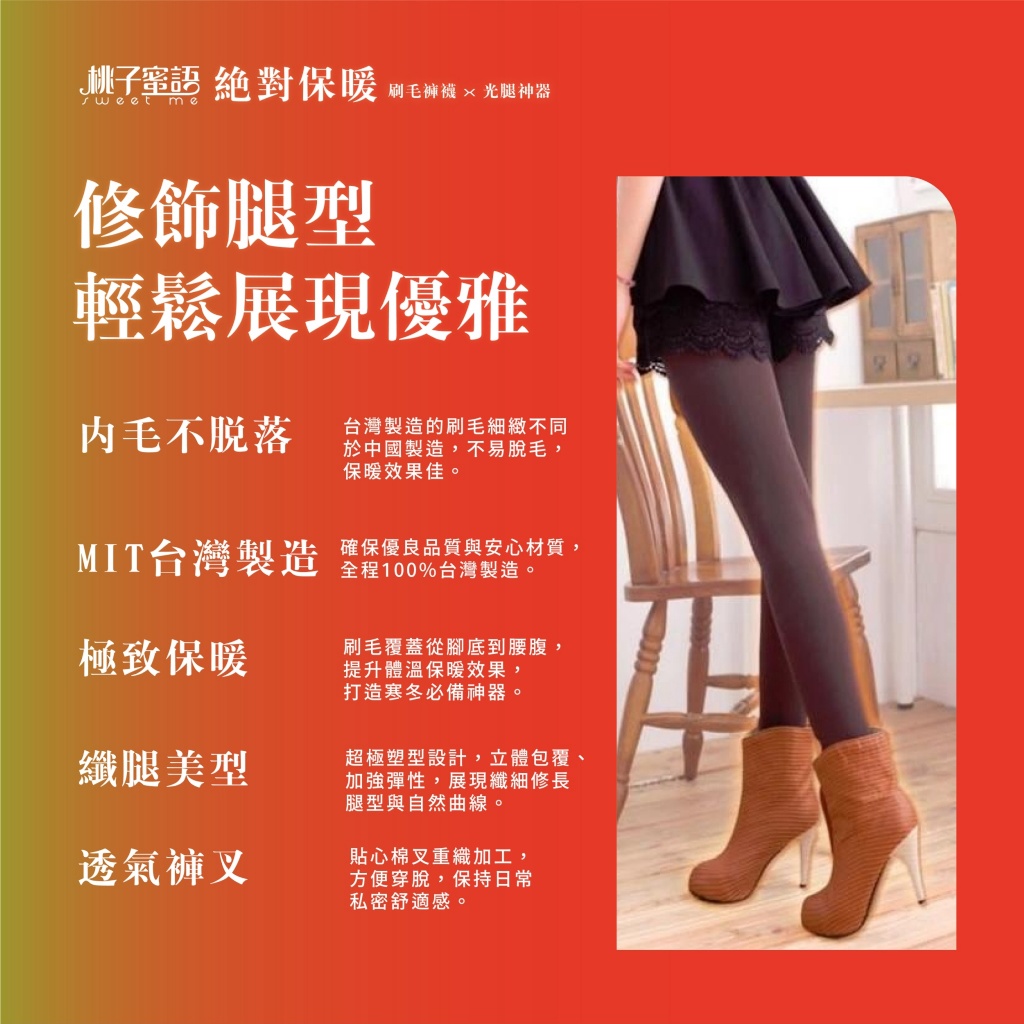 桃子蜜語
sweet me
絕對保暖
刷毛褲襪 × 光腿神器
修飾腿型
輕鬆展現優雅
內毛不脫落
台灣製造的刷毛細緻不同
於中國製造，不易脫毛，
保暖效果佳。
MIT台灣製造
確保優良品質與安心材質，
全程100%台灣製造。
極致保暖
刷毛覆蓋從腳底到腰腹，
提升體溫保暖效果，
打造寒冬必備神器。
纖腿美型
超極塑型設計，立體包覆、
加強彈性，展現纖細修長
腿型與自然曲線。
透氣褲叉
貼心棉叉重織加工，
方便穿脫，保持日常
私密舒適感。